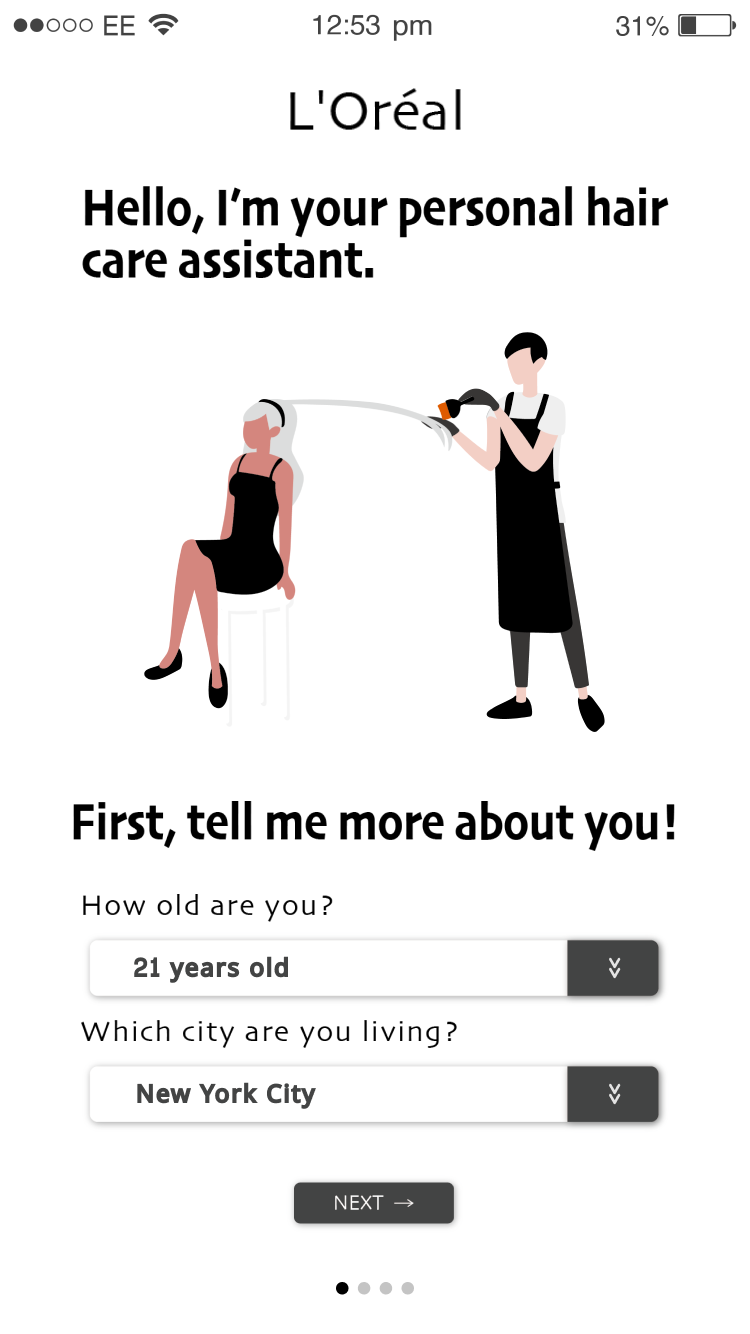 EE 12:53 pm 31%
L'Oréal
Hello, I’m your personal hair
care assistant.
First, tell me more about you!
How old are you?
21 years old
Which city are you living?
New York City
NEXT →